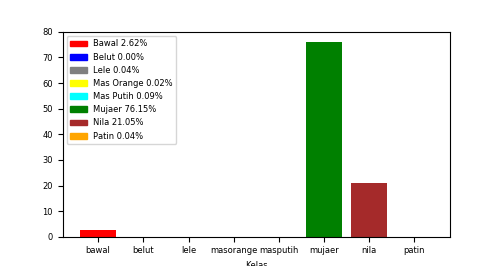 80
70
60
50
40
30
20
10
0
Bawal 2.62%
Belut 0.00%
Lele 0.04%
Mas Orange 0.02%
Mas Putih 0.09%
Mujaer 76.15%
Nila 21.05%
Patin 0.04%
bawal belut lele masorange masputih mujaer nila patin
Kelas